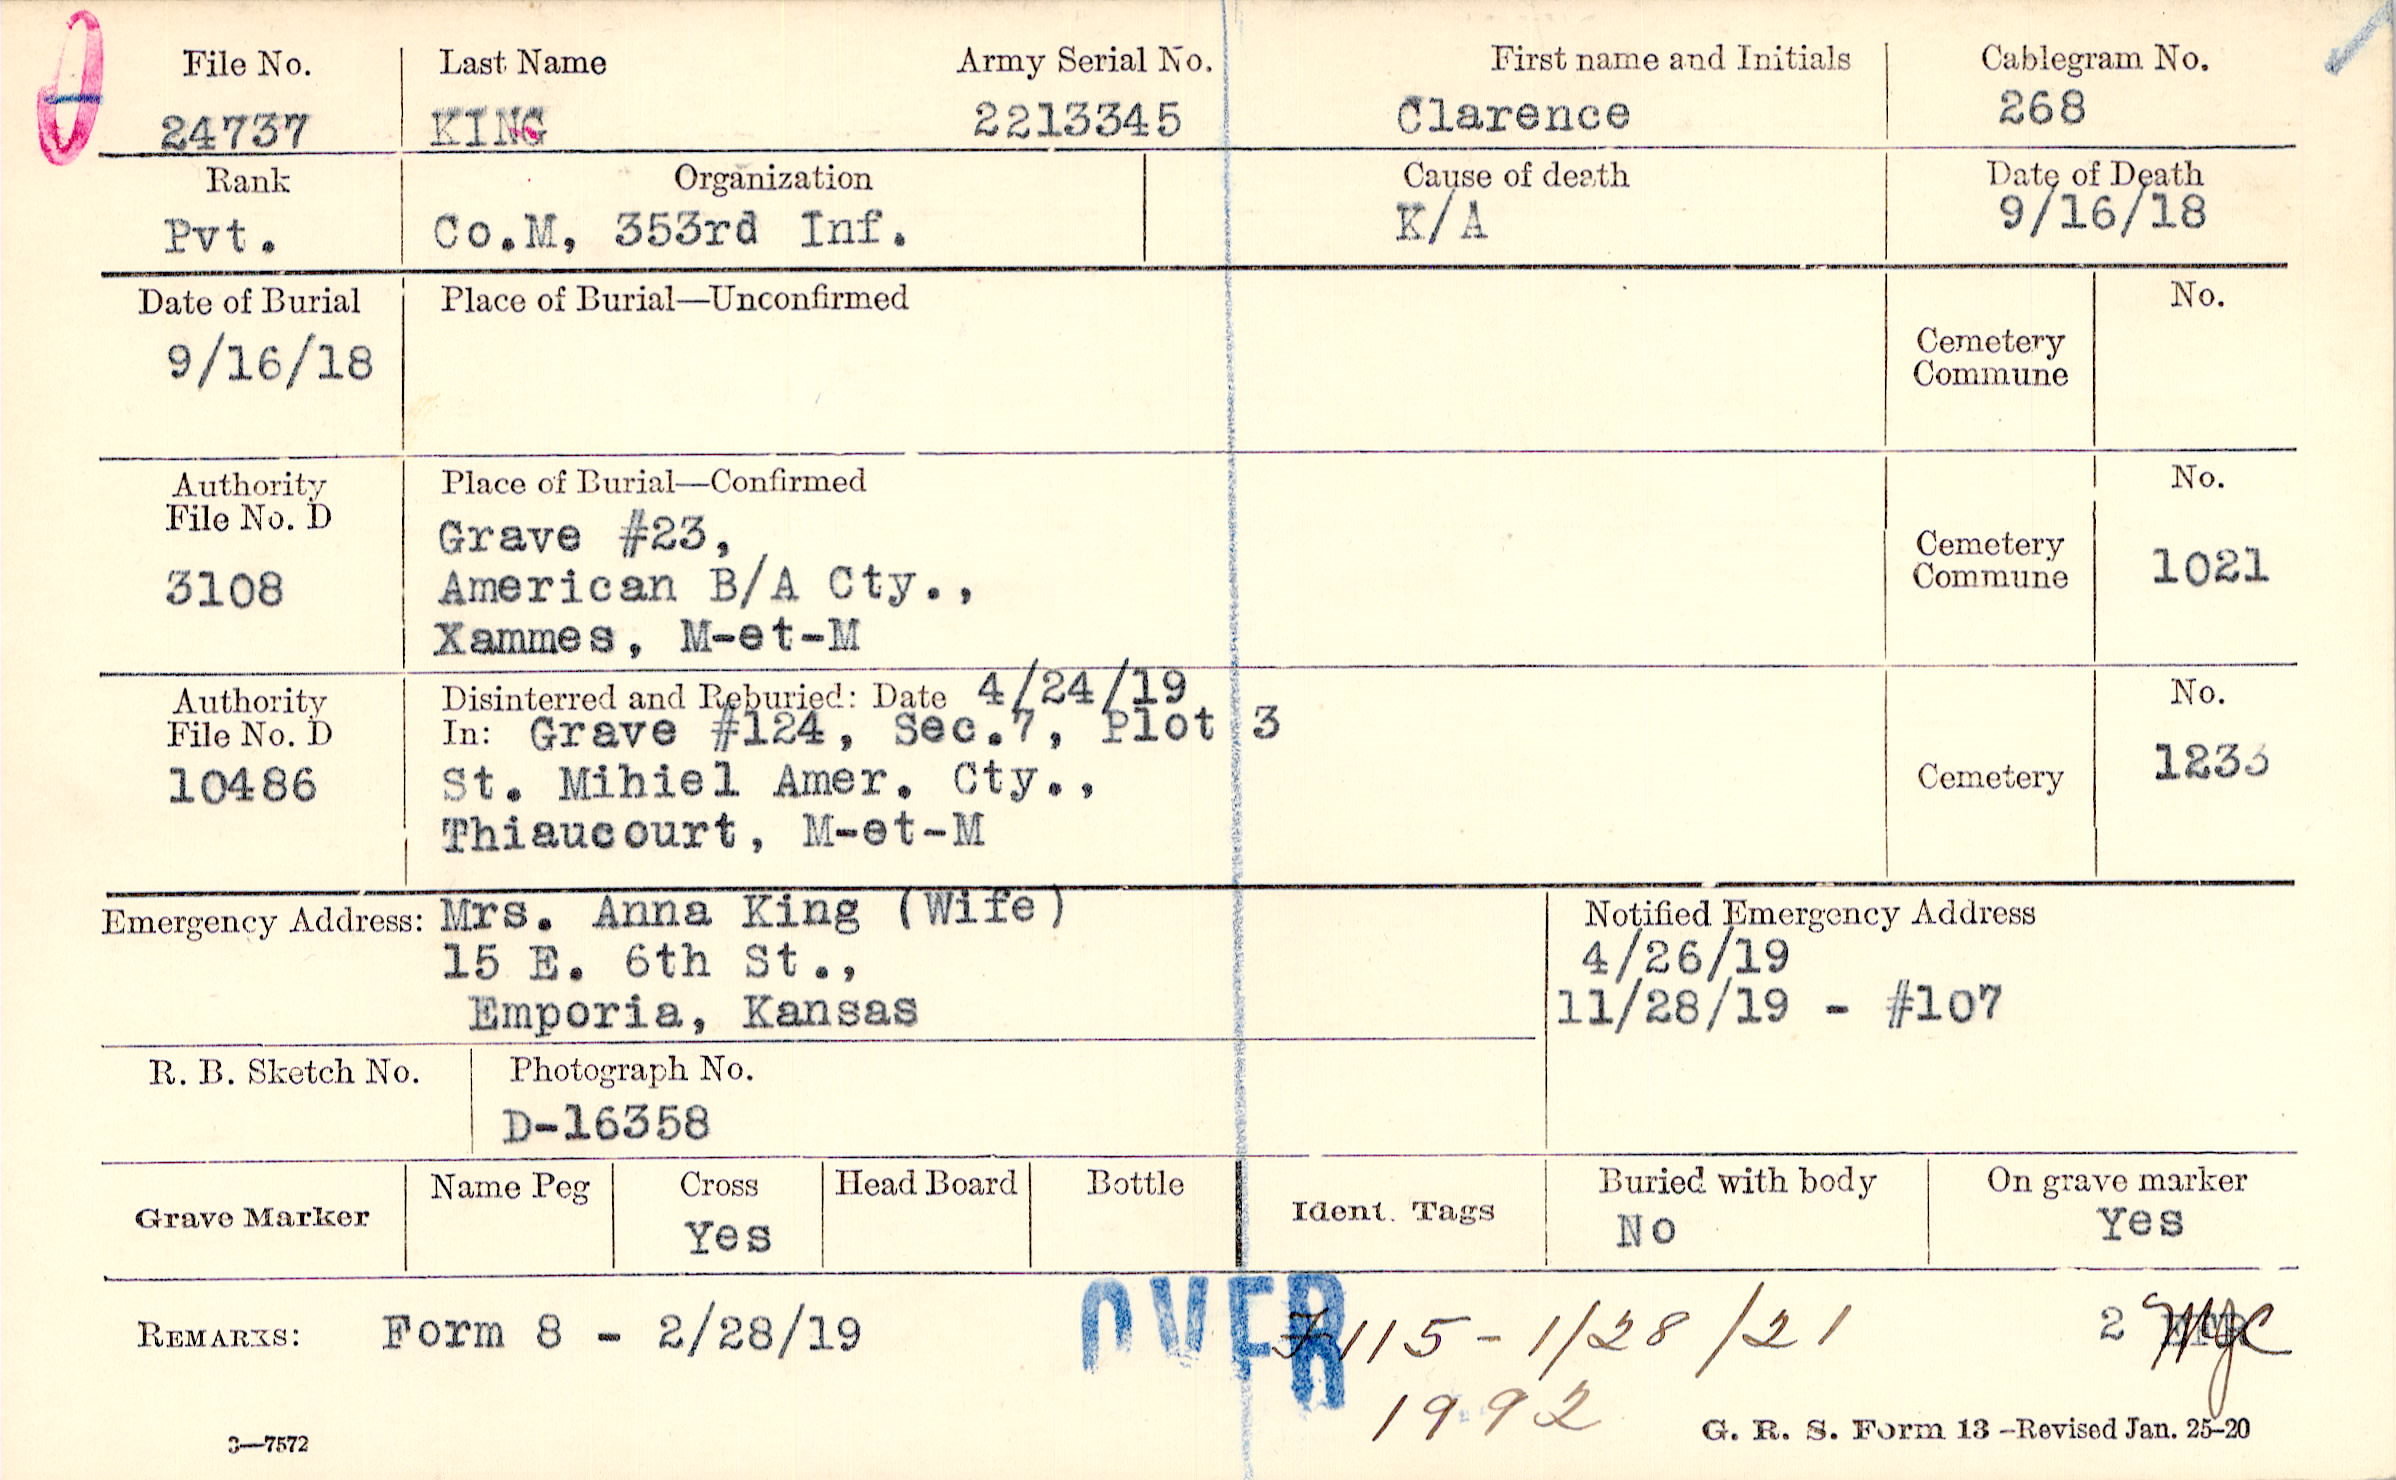 File No. Last Name Army Serial No. First name and Initials Cablegram No.
24737 KING 2213345 Clarence 268
Rank Organization Cause of death Date of Death
Pvt. Co.M, 353rd Inf. K/A 9/16/18
Date of Burial Place of Burial—Unconfirmed No.
9/16/18
Cemetery
Commune
Authority Place of Burial—Confirmed No.
File No. D
Grave #23,
3108 American B/A Cty.,
Cemetery
Commune 1021
Xammes, M-et-M
Authority Disinterred and Reburied: Date 4/24/19 No.
File No. D In: Grave #124, Sec.7, Plot 3
10486 St. Mihiel Amer. Cty., Cemetery 1233
Thiaucourt, M-et-M
Emergency Address: Mrs. Anna King (Wife) Notified Emergency Address
15 E. 6th St., 4/26/19
Emporia, Kansas 11/28/19 - #107
R. B. Sketch No. Photograph No.
D-16358
Grave Marker Name Peg Cross Head Board Bottle Ident. Tags Buried with body On grave marker
Yes No Yes
REMARKS: Form 8 - 2/28/19 OVER 115-1/28/21 2
1992
3—7572 G. R. S. Form 13 -Revised Jan. 25-20